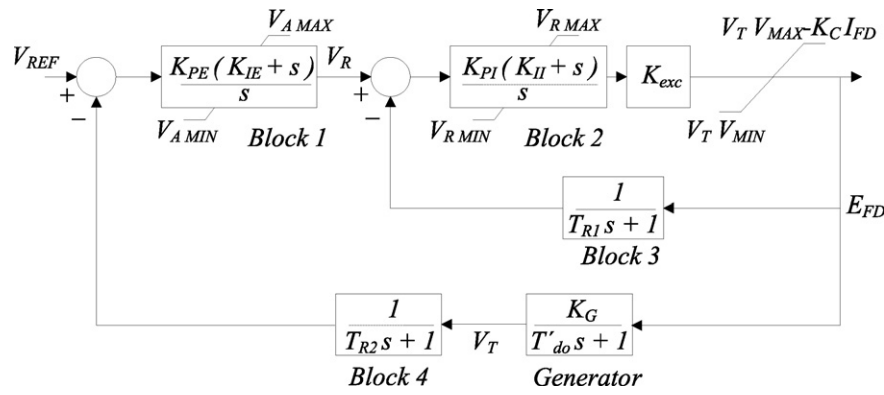 V_T V_MAX-K_C I_FD
V_A MAX
V_R MAX
V_REF
K_PE (K_IE + s)
s
V_R
K_PI (K_II + s)
s
K_exc
+
+
−
−
V_A MIN
Block 1
V_R MIN
Block 2
V_T V_MIN
1
T_R1 s + 1
Block 3
E_FD
1
T_R2 s + 1
Block 4
V_T
K_G
T´_do s + 1
Generator